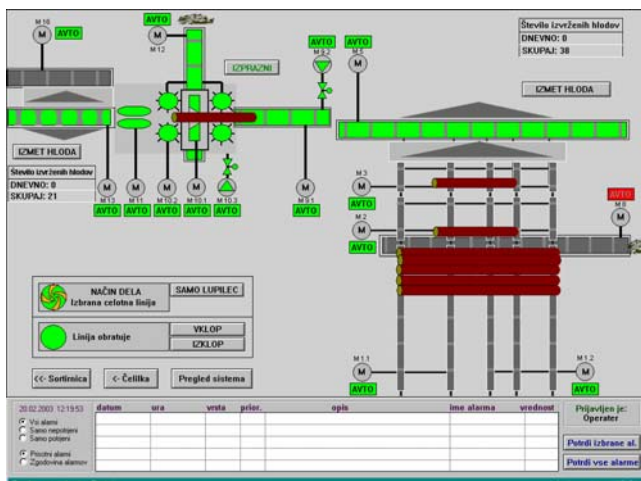 M 16
AVTO
M 12
AVTO
IZPRAZNI
AVTO
M 9.2
AVTO
M 5
Število izvrženih hlodov
DNEVNO: 0
SKUPAJ: 38
IZMET HLODA
IZMET HLODA
Število izvrženih hlodov
DNEVNO: 0
SKUPAJ: 21
M 13
AVTO
M 11
AVTO
M 10.2
AVTO
M 10.1
AVTO
M 10.3
AVTO
M 9.1
AVTO
M 3
AVTO
M 2
AVTO
AVTO
M 8
NAČIN DELA
Izbrana celotna linija
SAMO LUPILEC
Linija obratuje
VKLOP
IZKLOP
M 1.1
AVTO
M 1.2
AVTO
<<- Sortirnica
<- Čelilka
Pregled sistema
20.02.2003 12:19:53
datum ura vrsta prior. opis ime alarma vrednost
Vsi alarmi
Samo nepotrjeni
Samo potrjeni
Prisotni alarmi
Zgodovina alarmov
Prijavljen je:
Operater
Potrdi izbrane al.
Potrdi vse alarme